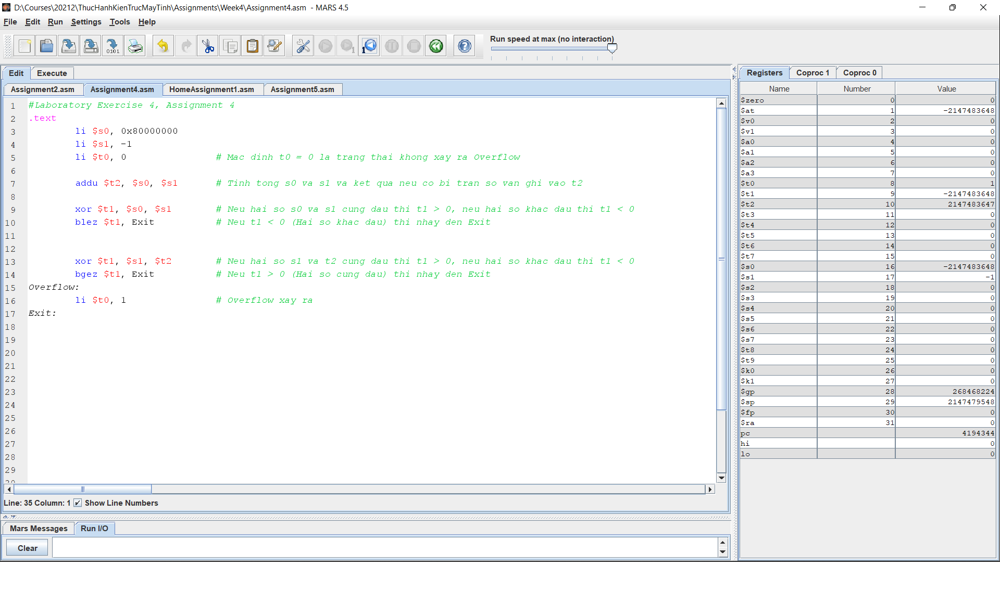 D:\Courses\20212\ThucHanhKienTrucMayTinh\Assignments\Week4\Assignment4.asm - MARS 4.5
File Edit Run Settings Tools Help
Run speed at max (no interaction)
Edit Execute
Assignment2.asm Assignment4.asm HomeAssignment1.asm Assignment5.asm
1 #Laboratory Exercise 4, Assignment 4
2 .text
3 li $s0, 0x80000000
4 li $s1, -1
5 li $t0, 0 # Mac dinh t0 = 0 la trang thai khong xay ra Overflow
6
7 addu $t2, $s0, $s1 # Tinh tong s0 va s1 va ket qua neu co bi tran so van ghi vao t2
8
9 xor $t1, $s0, $s1 # Neu hai so s0 va s1 cung dau thi t1 > 0, neu hai so khac dau thi t1 < 0
10 blez $t1, Exit # Neu t1 < 0 (Hai so khac dau) thi nhay den Exit
11
12
13 xor $t1, $s1, $t2 # Neu hai so s1 va t2 cung dau thi t1 > 0, neu hai so khac dau thi t1 < 0
14 bgez $t1, Exit # Neu t1 > 0 (Hai so cung dau) thi nhay den Exit
15 Overflow:
16 li $t0, 1 # Overflow xay ra
17 Exit:
18
19
20
21
22
23
24
25
26
27
28
29
30
Line: 35 Column: 1 Show Line Numbers
Mars Messages Run I/O
Clear
Registers Coproc 1 Coproc 0
Name Number Value
$zero 0 0
$at 1 -2147483648
$v0 2 0
$v1 3 0
$a0 4 0
$a1 5 0
$a2 6 0
$a3 7 0
$t0 8 1
$t1 9 -2147483648
$t2 10 2147483647
$t3 11 0
$t4 12 0
$t5 13 0
$t6 14 0
$t7 15 0
$s0 16 -2147483648
$s1 17 -1
$s2 18 0
$s3 19 0
$s4 20 0
$s5 21 0
$s6 22 0
$s7 23 0
$t8 24 0
$t9 25 0
$k0 26 0
$k1 27 0
$gp 28 268468224
$sp 29 2147479548
$fp 30 0
$ra 31 0
pc 4194344
hi 0
lo 0